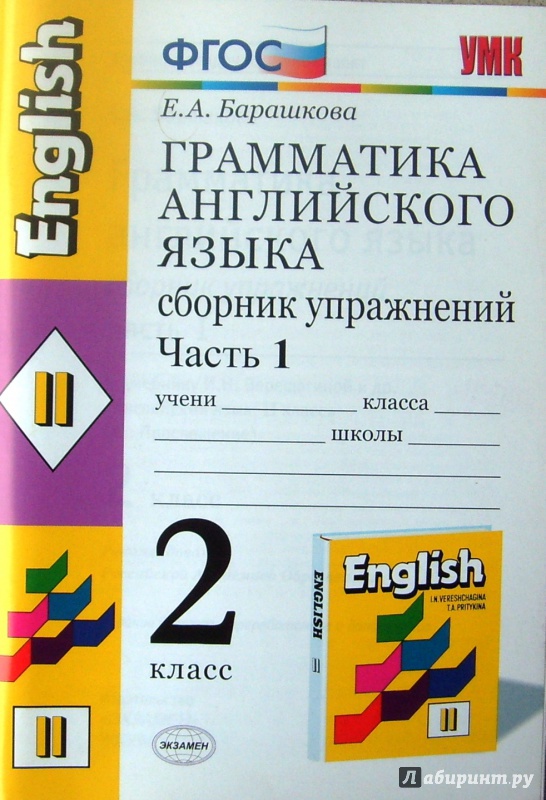 English
ФГОС
УМК
Е.А. Барашкова
ГРАММАТИКА
АНГЛИЙСКОГО
ЯЗЫКА
сборник упражнений
Часть 1
учени класса
школы
II
2
класс
English
I.N. VERESHCHAGINA
T.A. PRITYKINA
ENGLISH
II
II
II
ЭКЗАМЕН
Лабиринт.ру